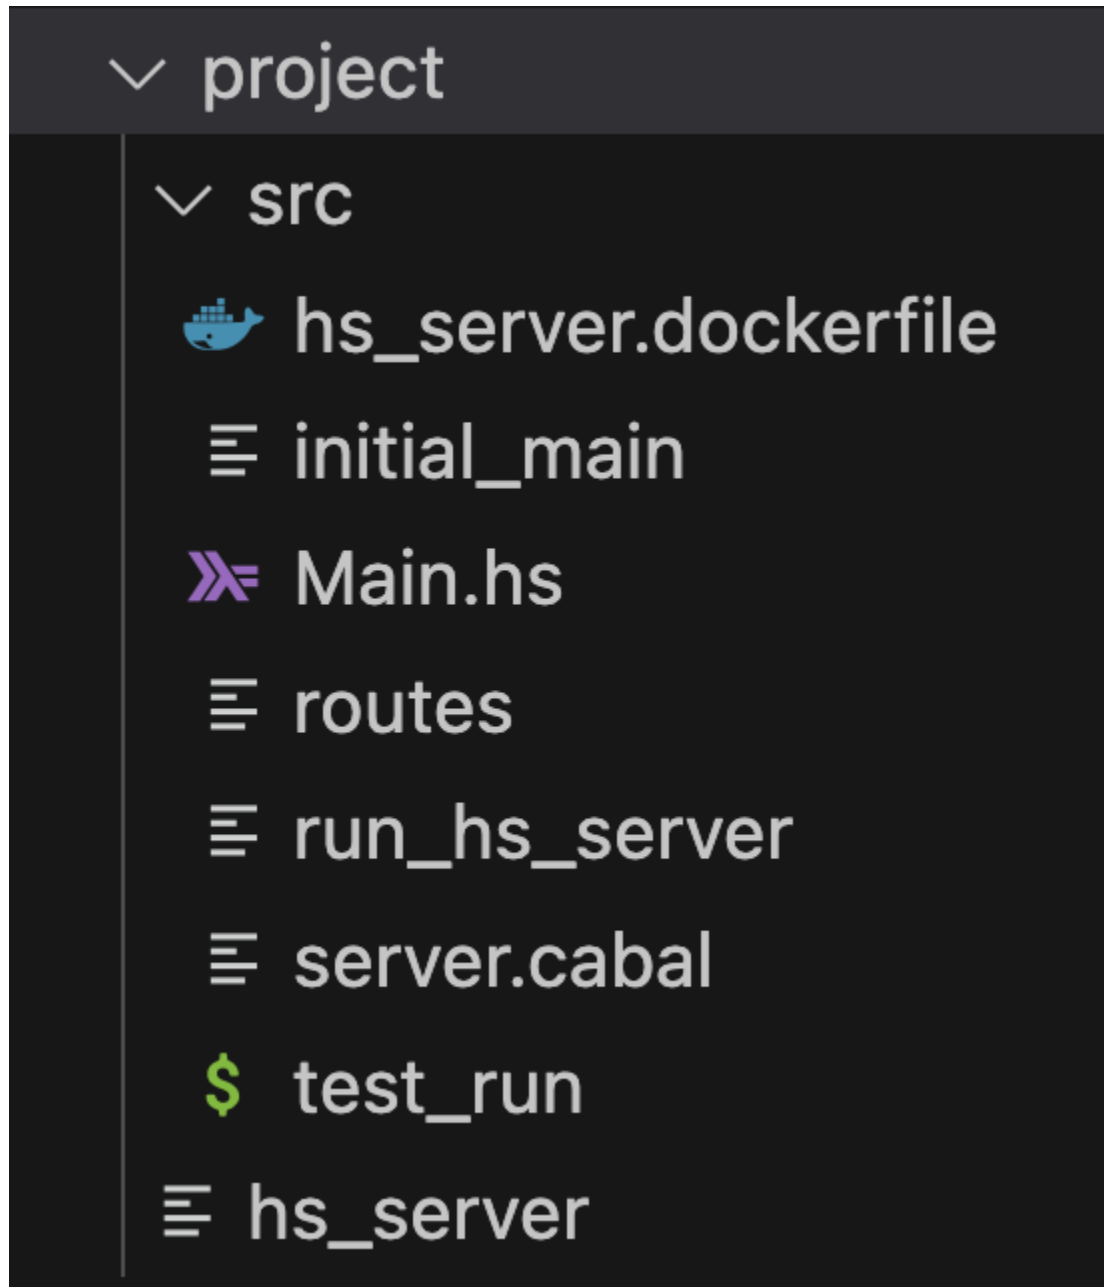 project
src
hs_server.dockerfile
initial_main
Main.hs
routes
run_hs_server
server.cabal
$ test_run
hs_server